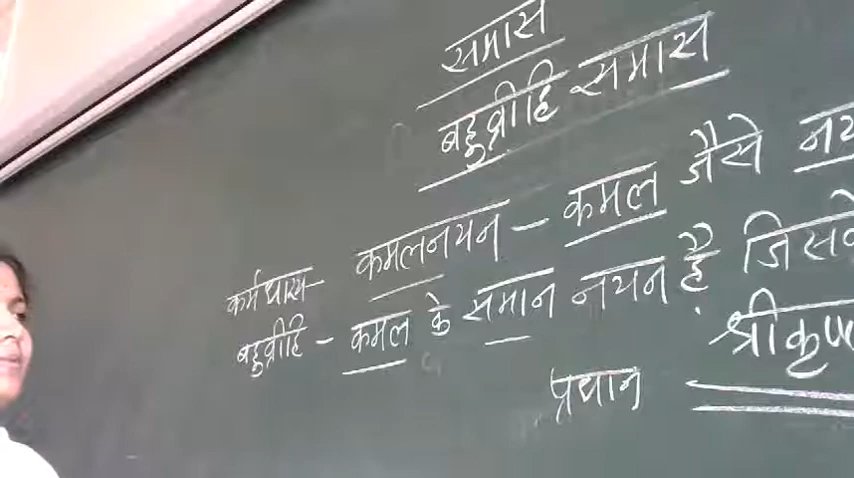 समास
बहुव्रीहि समास
कर्मधारय- कमलनयन - कमल जैसे
बहुव्रीहि - कमल के समान नयन है
प्रधान